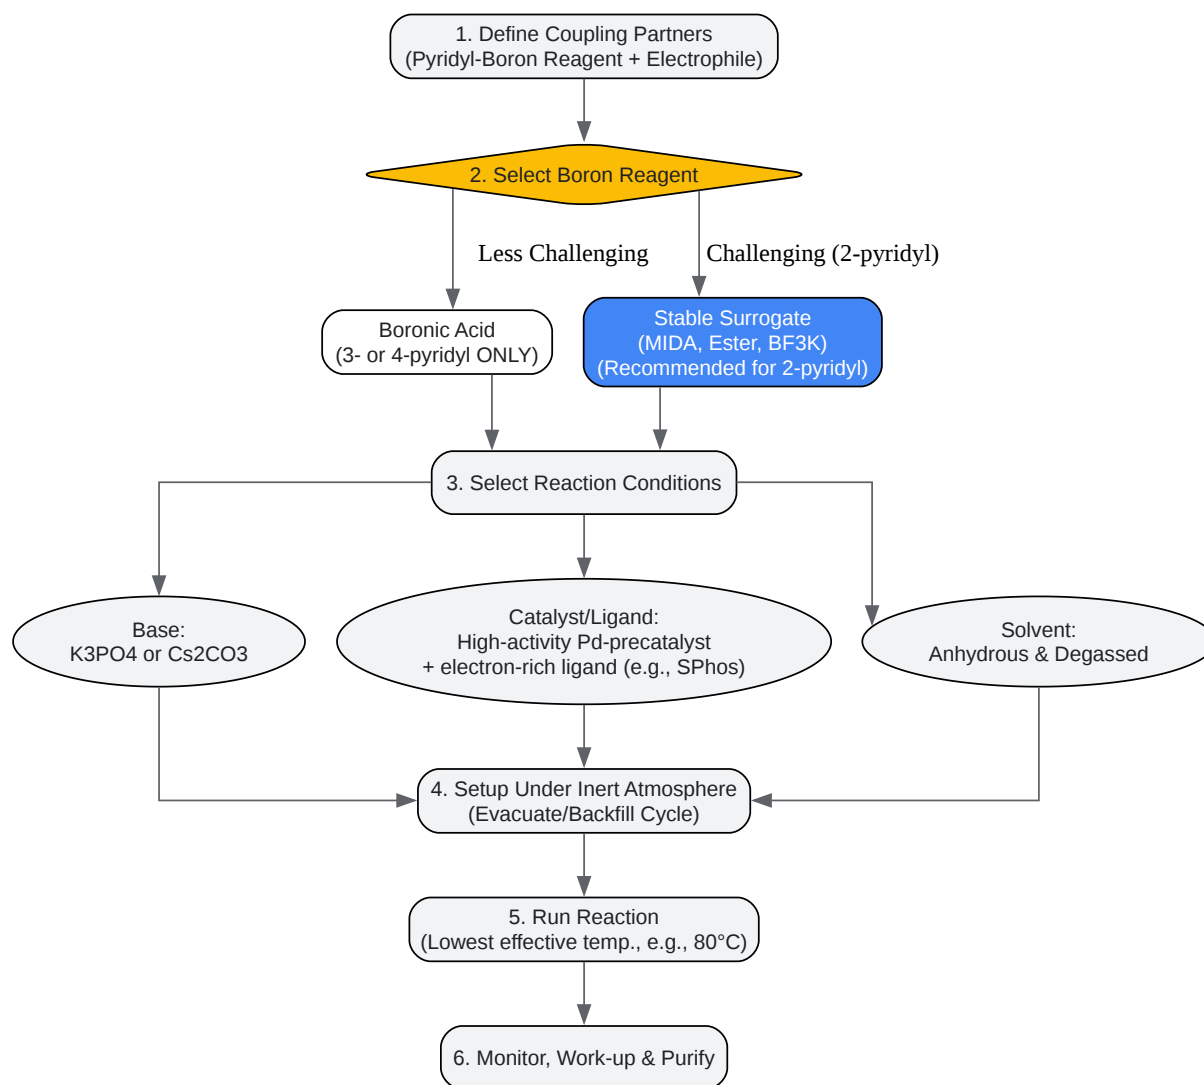 1. Define Coupling Partners
(Pyridyl-Boron Reagent + Electrophile)
2. Select Boron Reagent
Less Challenging
Challenging (2-pyridyl)
Boronic Acid
(3- or 4-pyridyl ONLY)
Stable Surrogate
(MIDA, Ester, BF3K)
(Recommended for 2-pyridyl)
3. Select Reaction Conditions
Base:
K3PO4 or Cs2CO3
Catalyst/Ligand:
High-activity Pd-precatalyst
+ electron-rich ligand (e.g., SPhos)
Solvent:
Anhydrous & Degassed
4. Setup Under Inert Atmosphere
(Evacuate/Backfill Cycle)
5. Run Reaction
(Lowest effective temp., e.g., 80°C)
6. Monitor, Work-up & Purify